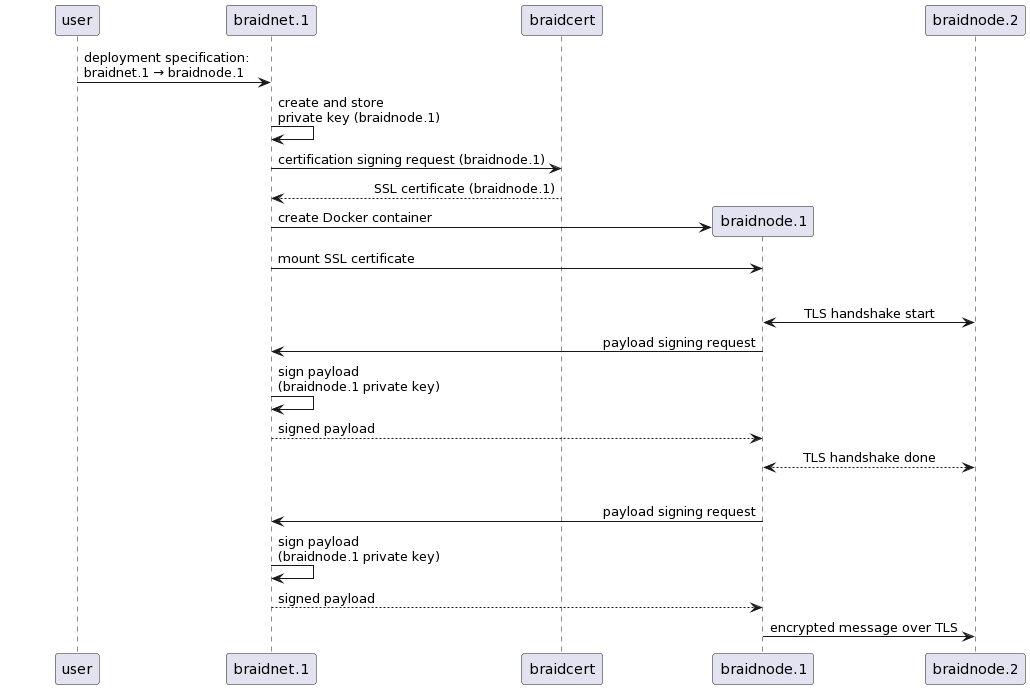 user
braidnet.1
braidcert
braidnode.2
deployment specification:
braidnet.1 → braidnode.1
create and store
private key (braidnode.1)
certification signing request (braidnode.1)
SSL certificate (braidnode.1)
create Docker container
braidnode.1
mount SSL certificate
TLS handshake start
payload signing request
sign payload
(braidnode.1 private key)
signed payload
TLS handshake done
payload signing request
sign payload
(braidnode.1 private key)
signed payload
encrypted message over TLS
user
braidnet.1
braidcert
braidnode.1
braidnode.2